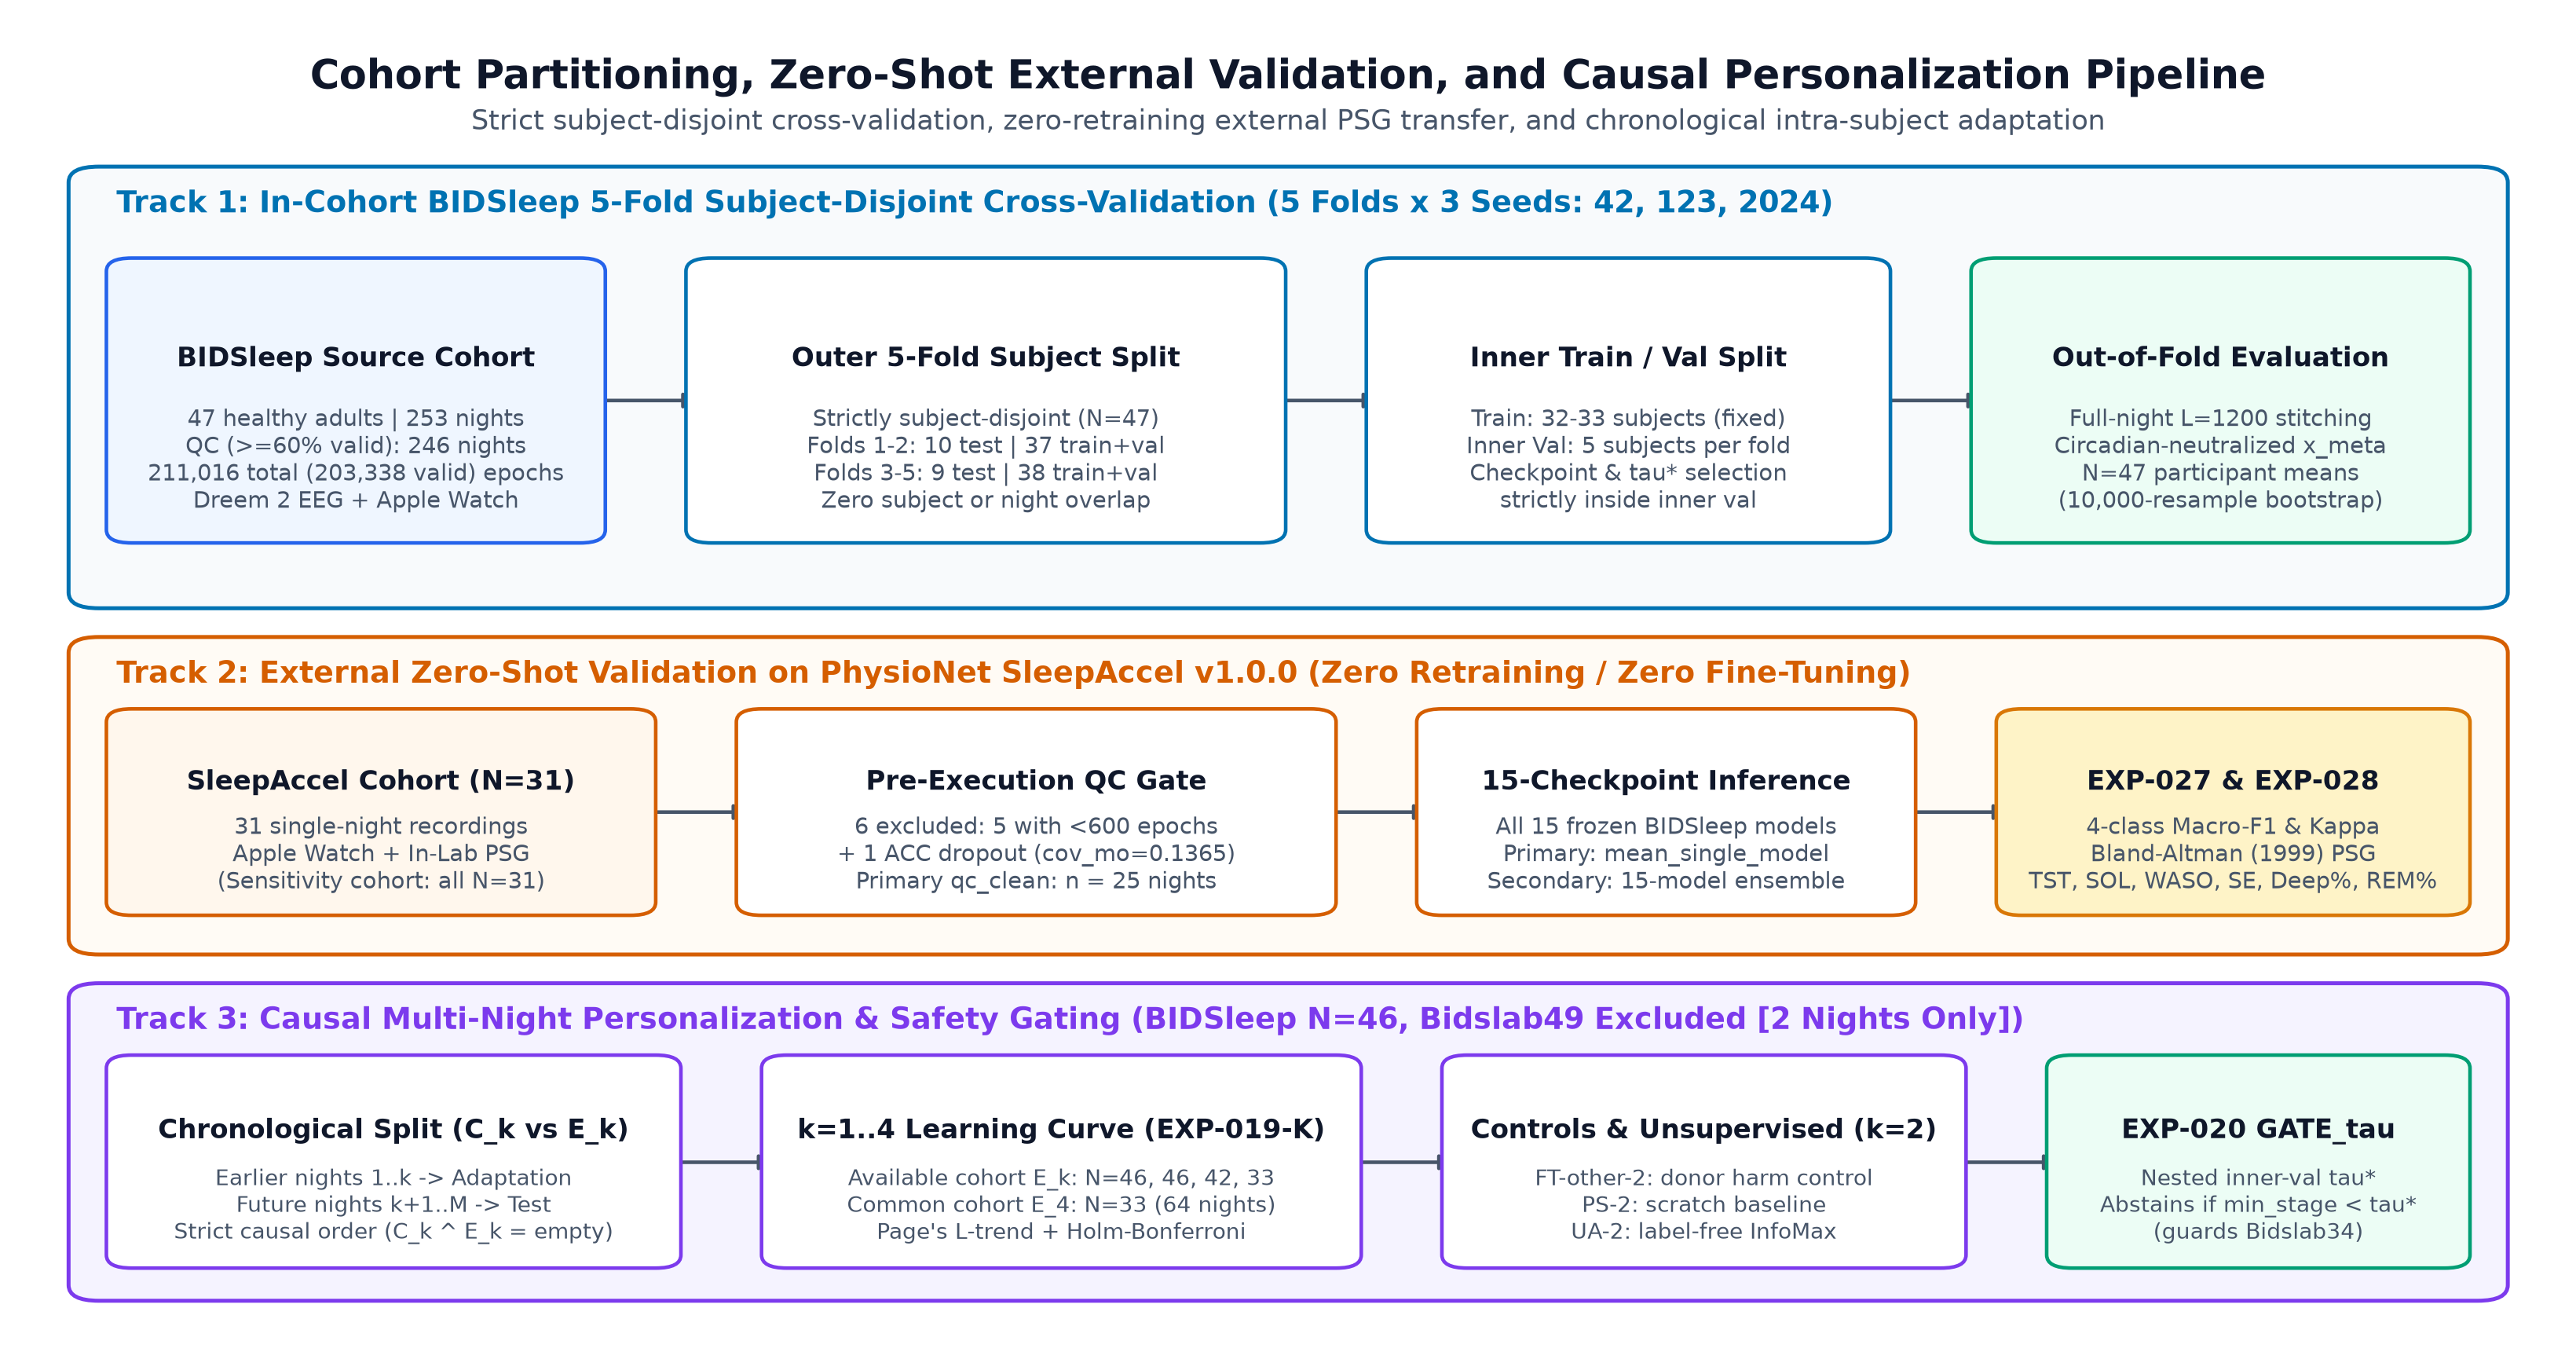 Cohort Partitioning, Zero-Shot External Validation, and Causal Personalization Pipeline
Strict subject-disjoint cross-validation, zero-retraining external PSG transfer, and chronological intra-subject adaptation
Track 1: In-Cohort BIDSleep 5-Fold Subject-Disjoint Cross-Validation (5 Folds x 3 Seeds: 42, 123, 2024)
BIDSleep Source Cohort
47 healthy adults | 253 nights
QC (>=60% valid): 246 nights
211,016 total (203,338 valid) epochs
Dreem 2 EEG + Apple Watch
Outer 5-Fold Subject Split
Strictly subject-disjoint (N=47)
Folds 1-2: 10 test | 37 train+val
Folds 3-5: 9 test | 38 train+val
Zero subject or night overlap
Inner Train / Val Split
Train: 32-33 subjects (fixed)
Inner Val: 5 subjects per fold
Checkpoint & tau* selection
strictly inside inner val
Out-of-Fold Evaluation
Full-night L=1200 stitching
Circadian-neutralized x_meta
N=47 participant means
(10,000-resample bootstrap)
Track 2: External Zero-Shot Validation on PhysioNet SleepAccel v1.0.0 (Zero Retraining / Zero Fine-Tuning)
SleepAccel Cohort (N=31)
31 single-night recordings
Apple Watch + In-Lab PSG
(Sensitivity cohort: all N=31)
Pre-Execution QC Gate
6 excluded: 5 with <600 epochs
+ 1 ACC dropout (cov_mo=0.1365)
Primary qc_clean: n = 25 nights
15-Checkpoint Inference
All 15 frozen BIDSleep models
Primary: mean_single_model
Secondary: 15-model ensemble
EXP-027 & EXP-028
4-class Macro-F1 & Kappa
Bland-Altman (1999) PSG
TST, SOL, WASO, SE, Deep%, REM%
Track 3: Causal Multi-Night Personalization & Safety Gating (BIDSleep N=46, Bidslab49 Excluded [2 Nights Only])
Chronological Split (C_k vs E_k)
Earlier nights 1..k -> Adaptation
Future nights k+1..M -> Test
Strict causal order (C_k ^ E_k = empty)
k=1..4 Learning Curve (EXP-019-K)
Available cohort E_k: N=46, 46, 42, 33
Common cohort E_4: N=33 (64 nights)
Page's L-trend + Holm-Bonferroni
Controls & Unsupervised (k=2)
FT-other-2: donor harm control
PS-2: scratch baseline
UA-2: label-free InfoMax
EXP-020 GATE_tau
Nested inner-val tau*
Abstains if min_stage < tau*
(guards Bidslab34)